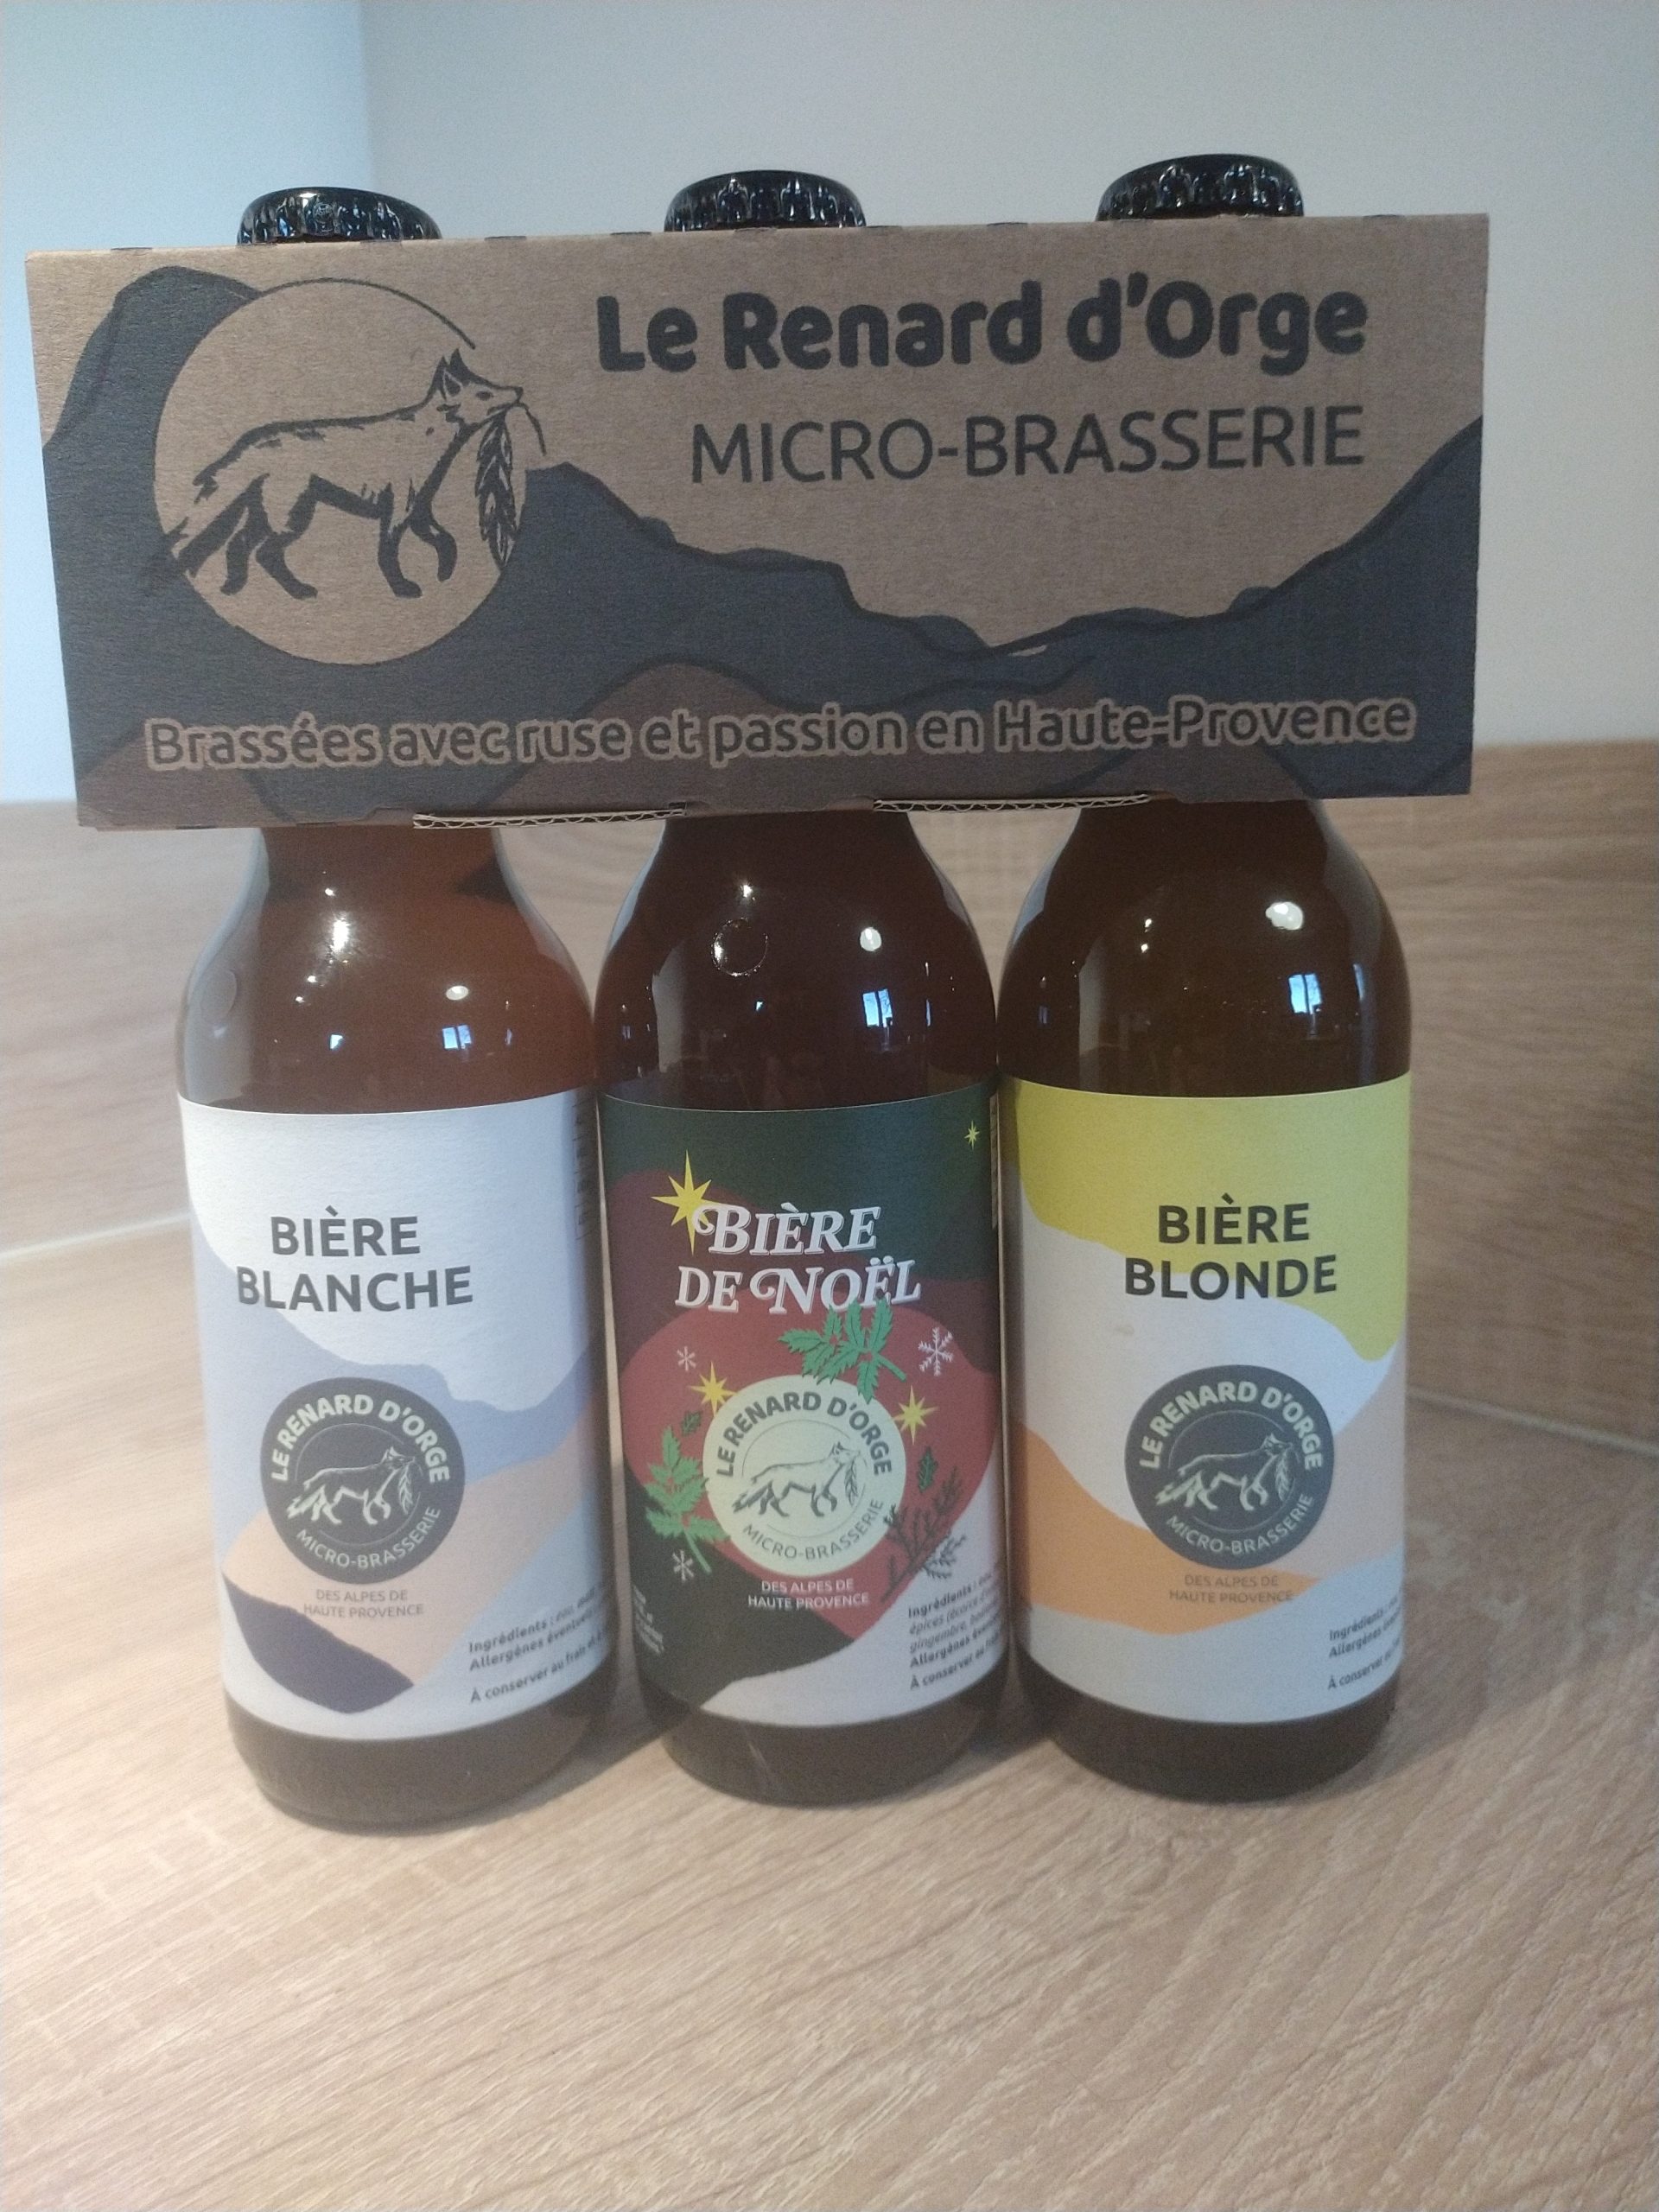 Le Renard d'Orge
MICRO-BRASSERIE
Brassées avec ruse et passion en Haute-Provence
BIÈRE
BLANCHE
LE RENARD D'ORGE
MICRO-BRASSERIE
DES ALPES DE
HAUTE PROVENCE
Ingrédients : eau,
Allergènes
À conserver au frais et
BIÈRE
DE NOËL
LE RENARD D'ORGE
MICRO-BRASSERIE
DES ALPES DE
HAUTE PROVENCE
Ingrédients : eau,
épices (écorce
gingembre,
Allergènes
À conserver au
BIÈRE
BLONDE
LE RENARD D'ORGE
MICRO-BRASSERIE
DES ALPES DE
HAUTE PROVENCE
Ingrédients :
Allergènes
À conserver